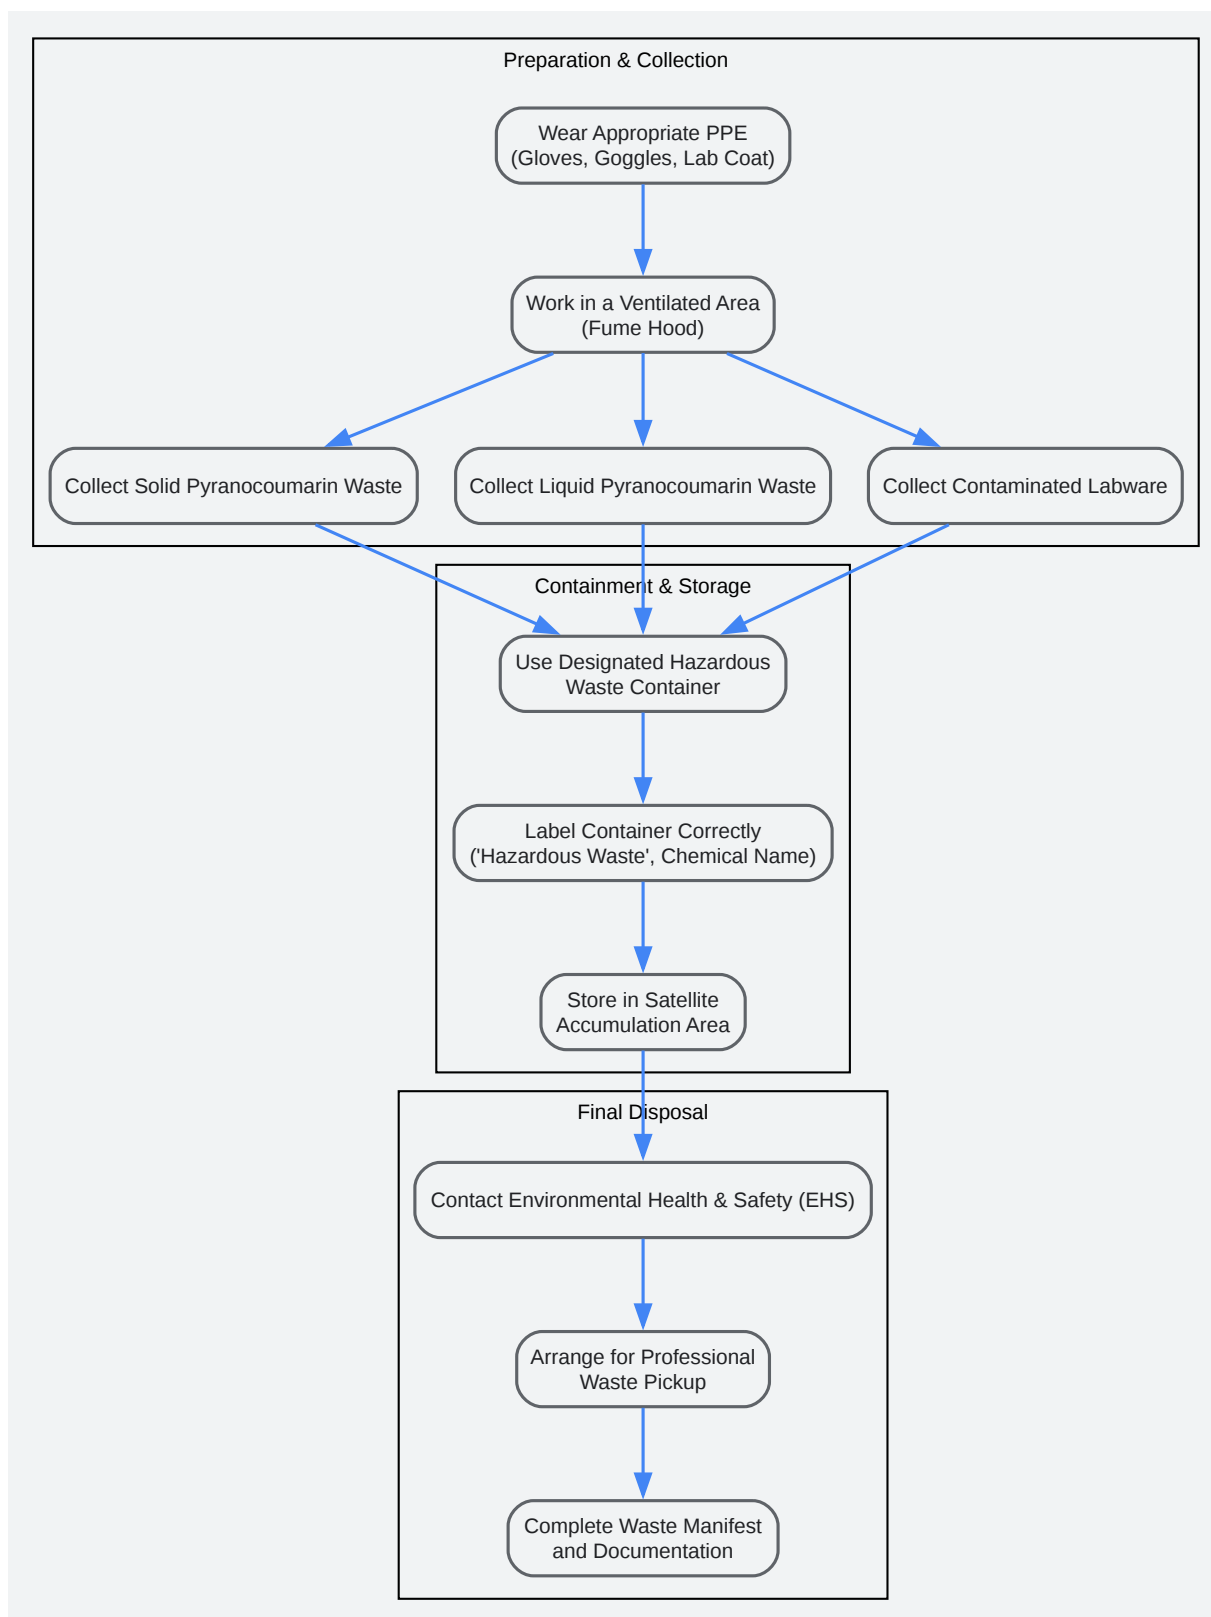 Preparation & Collection
Wear Appropriate PPE
(Gloves, Goggles, Lab Coat)
Work in a Ventilated Area
(Fume Hood)
Collect Solid Pyranocoumarin Waste
Collect Liquid Pyranocoumarin Waste
Collect Contaminated Labware
Containment & Storage
Use Designated Hazardous
Waste Container
Label Container Correctly
('Hazardous Waste', Chemical Name)
Store in Satellite
Accumulation Area
Final Disposal
Contact Environmental Health & Safety (EHS)
Arrange for Professional
Waste Pickup
Complete Waste Manifest
and Documentation